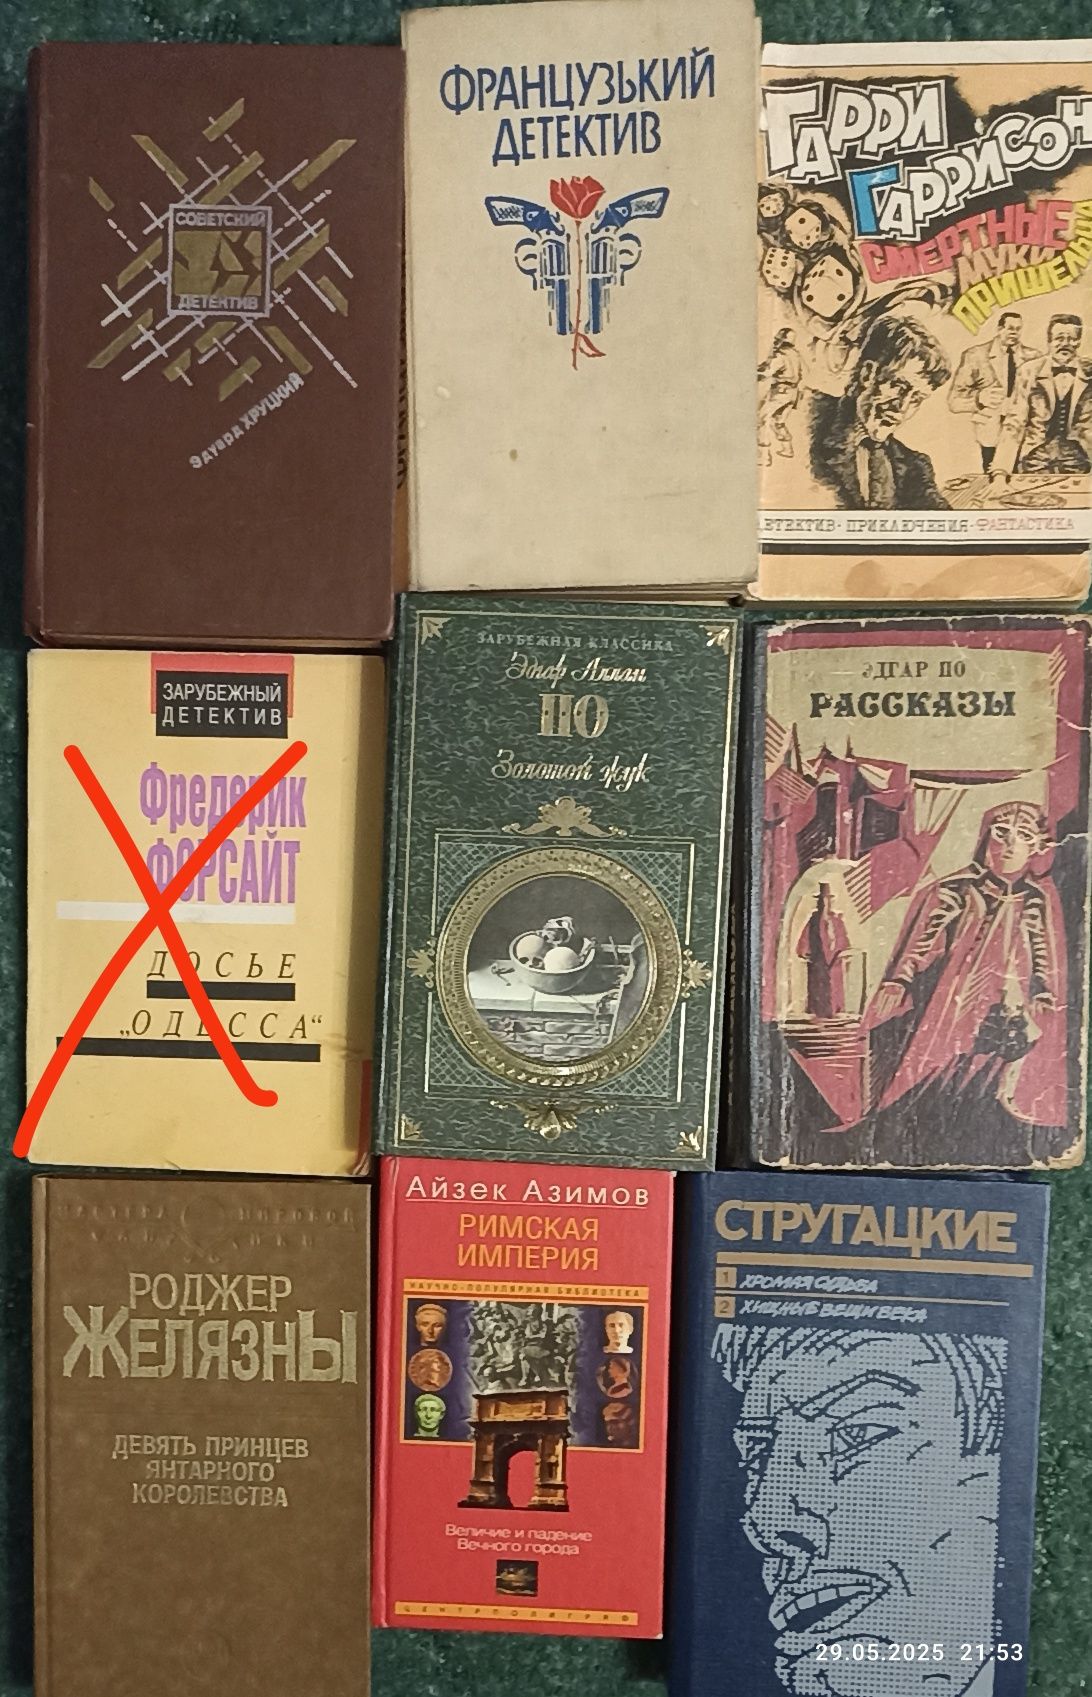 СОВЕТСКИЙ
ДЕТЕКТИВ
Эдуард ХРУЦКИЙ
ФРАНЦУЗЬКИЙ
ДЕТЕКТИВ
ГАРРИ
ГАРРИСОН
СМЕРТНЫЕ
МУКИ
ПРИШЕЛЬЦА
ДЕТЕКТИВ·ПРИКЛЮЧЕНИЯ·ФАНТАСТИКА
ЗАРУБЕЖНЫЙ
ДЕТЕКТИВ
Фредерик
ФОРСАЙТ
ДОСЬЕ
„ОДЕССА“
ЗАРУБЕЖНАЯ КЛАССИКА
Эдгар Аллан
ПО
Золотой жук
ЭДГАР ПО
РАССКАЗЫ
МАСТЕРА МИРОВОЙ
РОДЖЕР
ЖЕЛЯЗНЫ
ДЕВЯТЬ ПРИНЦЕВ
ЯНТАРНОГО
КОРОЛЕВСТВА
Айзек Азимов
РИМСКАЯ
ИМПЕРИЯ
НАУЧНО-ПОПУЛЯРНАЯ БИБЛИОТЕКА
Величие и падение
Вечного города
ЦЕНТРПОЛИГРАФ
СТРУГАЦКИЕ
1 ХРОМАЯ СУДЬБА
2 ХИЩНЫЕ ВЕЩИ ВЕКА
29.05.2025 21:53